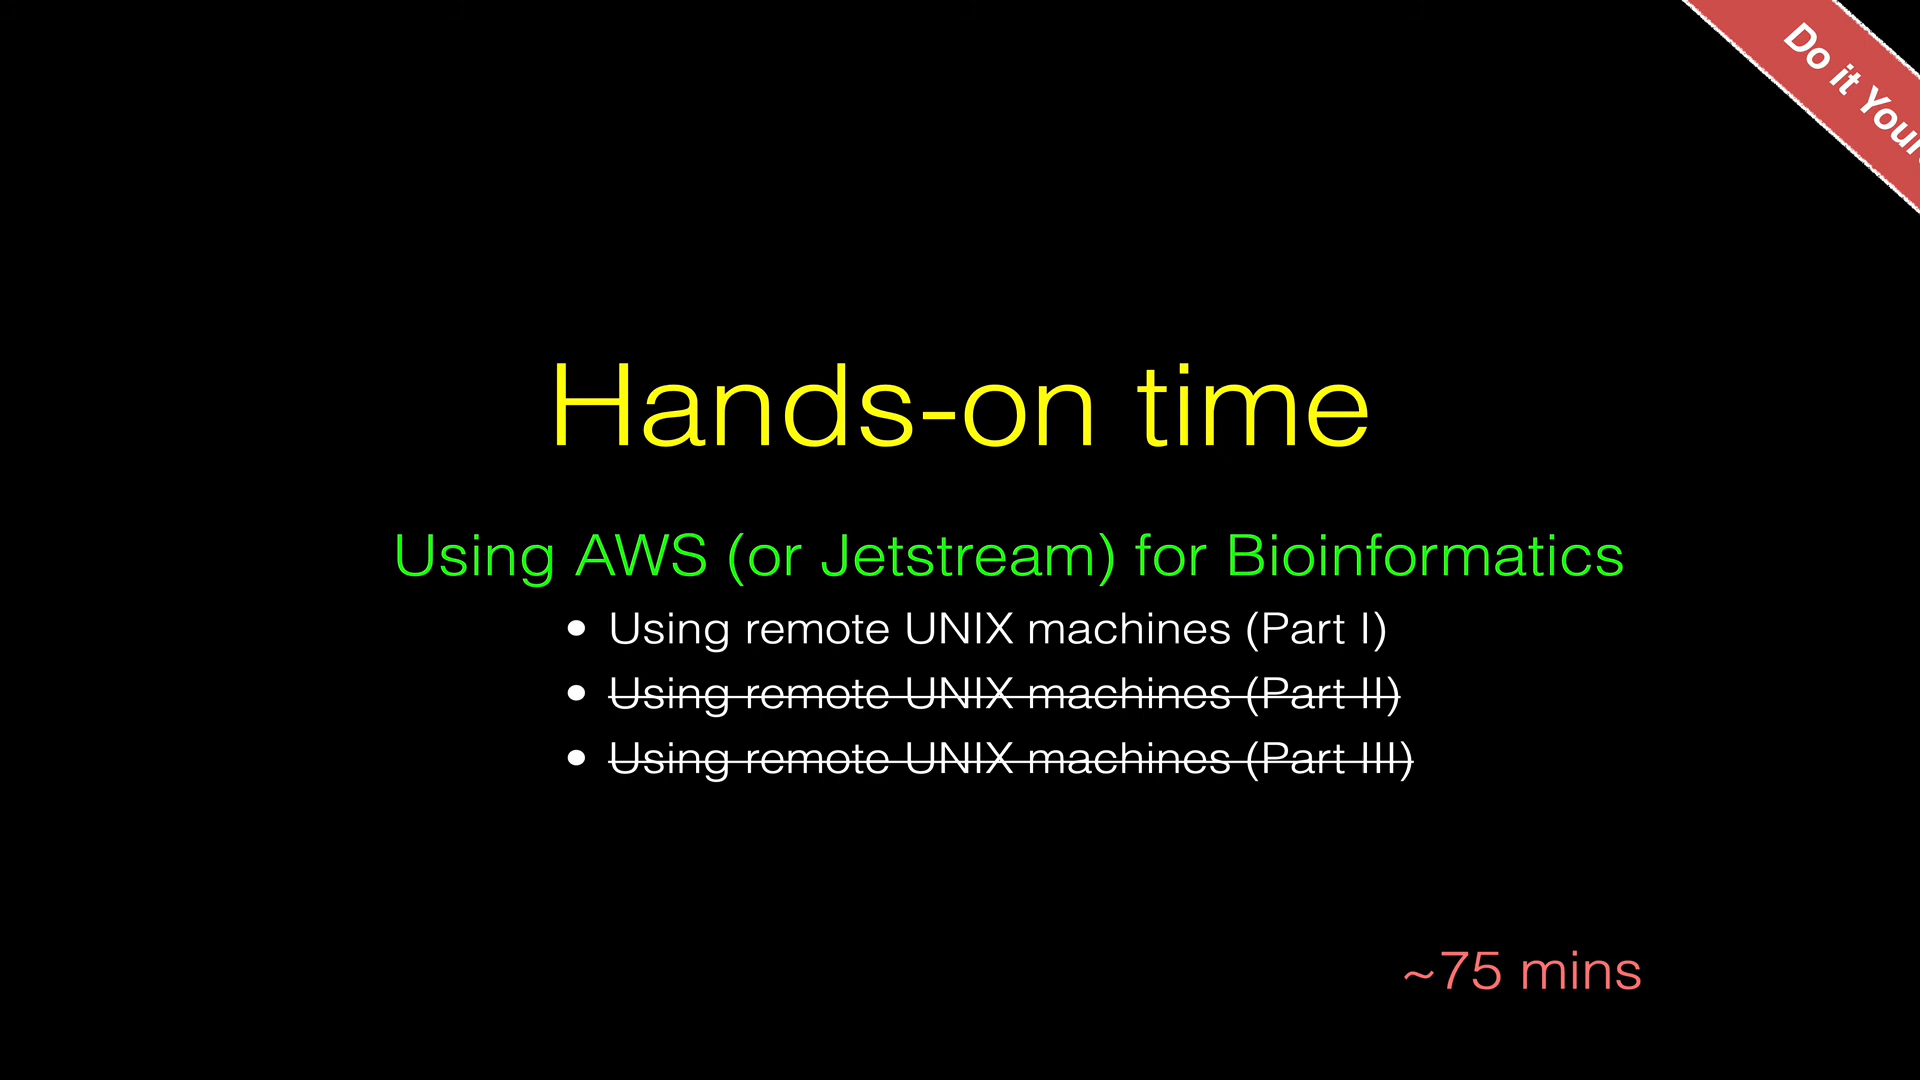 Do it
Hands-on time
Using AWS (or Jetstream) for Bioinformatics
• Using remote UNIX machines (Part I)
• Using remote UNIX machines (Part II)
• Using remote UNIX machines (Part III)
~75 mins